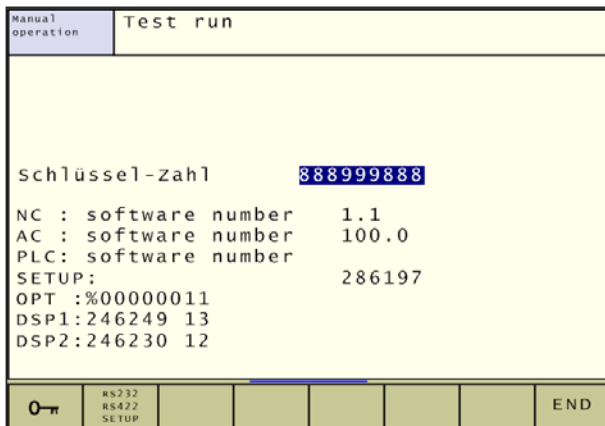 Manual
operation
Test run
Schlüssel-Zahl 888999888
NC : software number 1.1
AC : software number 100.0
PLC: software number
SETUP: 286197
OPT :%00000011
DSP1:246249 13
DSP2:246230 12
RS232
RS422
SETUP
END